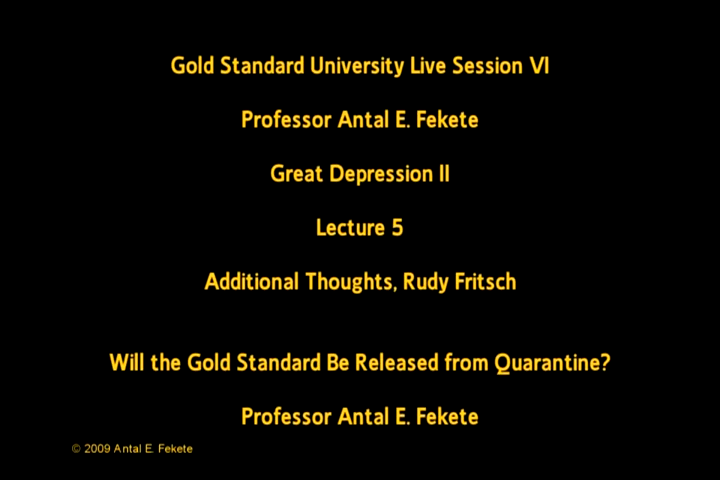 Gold Standard University Live Session VI
Professor Antal E. Fekete
Great Depression II
Lecture 5
Additional Thoughts, Rudy Fritsch
Will the Gold Standard Be Released from Quarantine?
Professor Antal E. Fekete
© 2009 Antal E. Fekete